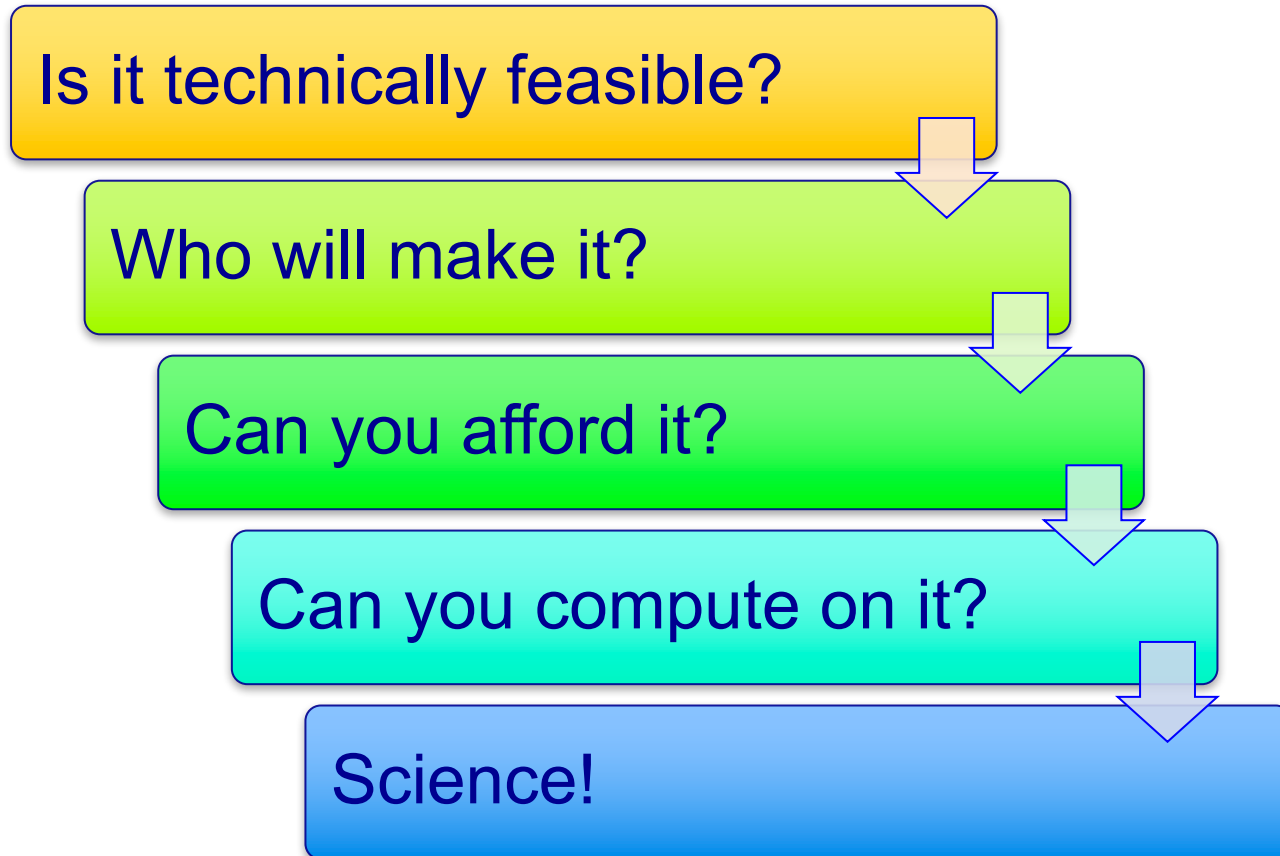 Is it technically feasible?
Who will make it?
Can you afford it?
Can you compute on it?
Science!